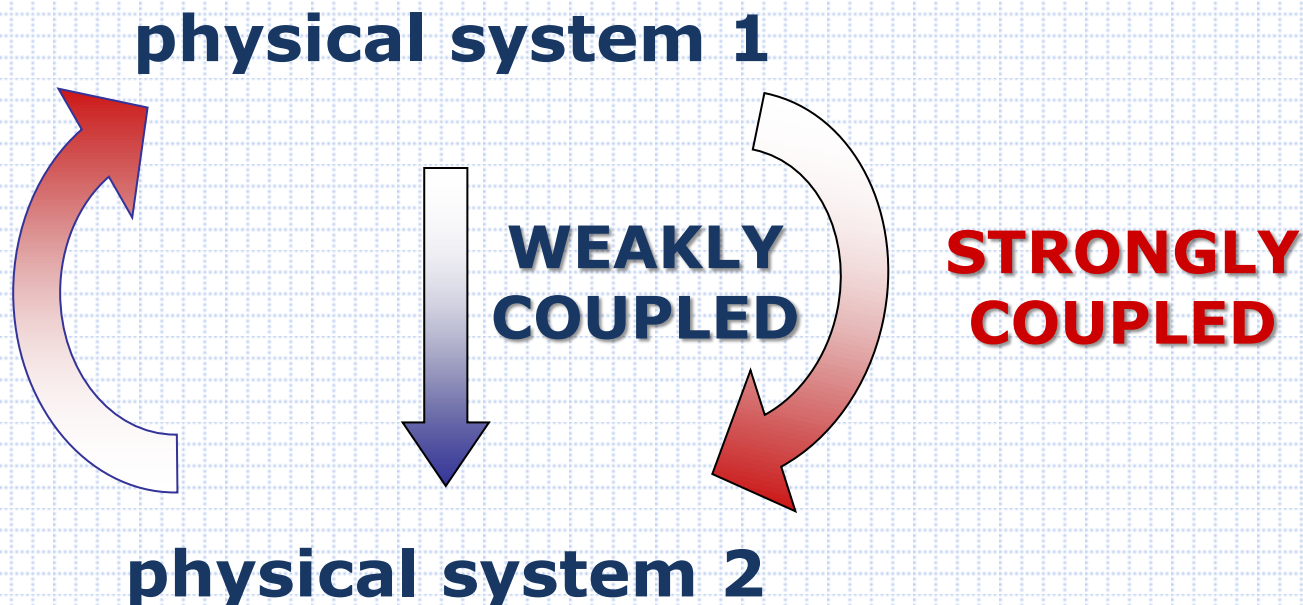 physical system 1
WEAKLY
COUPLED
STRONGLY
COUPLED
physical system 2